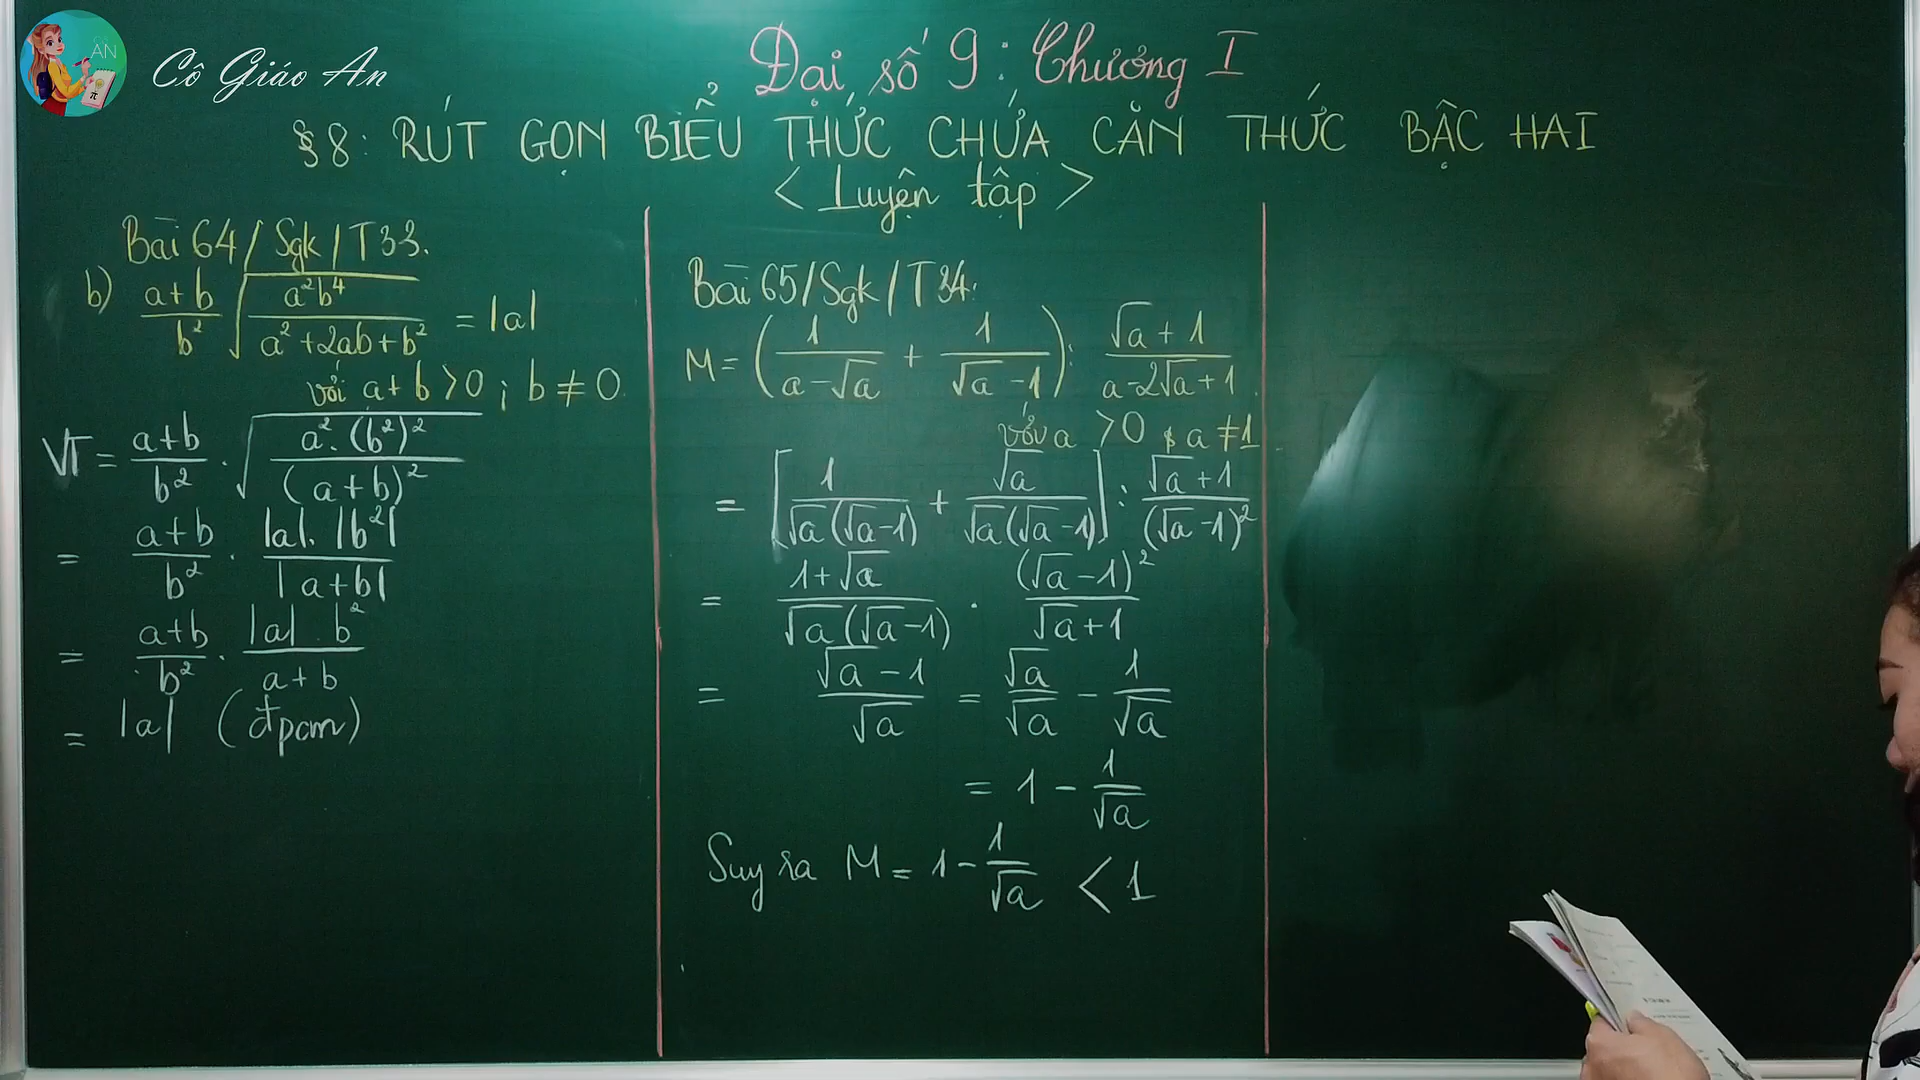 AN
Cô Giáo An
Đại số 9: Chương I
§8: RÚT GỌN BIỂU THỨC CHỨA CĂN THỨC BẬC HAI
< Luyện tập >
Bài 64/Sgk/T33.
b) (a+b)/b² √(a²b⁴/(a²+2ab+b²)) = |a|
với a+b>0; b≠0.
VT = (a+b)/b² . √(a².(b²)²/(a+b)²)
= (a+b)/b² . |a|.|b²|/|a+b|
= (a+b)/b² . |a|.b²/(a+b)
= |a| (đpcm)
Bài 65/Sgk/T34:
M = (1/(a-√a) + 1/(√a-1)) : (√a+1)/(a-2√a+1).
với a >0 & a≠1
= [1/(√a(√a-1)) + √a/(√a(√a-1))] : (√a+1)/(√a-1)²
= (1+√a)/(√a(√a-1)) . (√a-1)²/(√a+1)
= (√a-1)/√a = √a/√a - 1/√a
= 1 - 1/√a
Suy ra M = 1 - 1/√a < 1